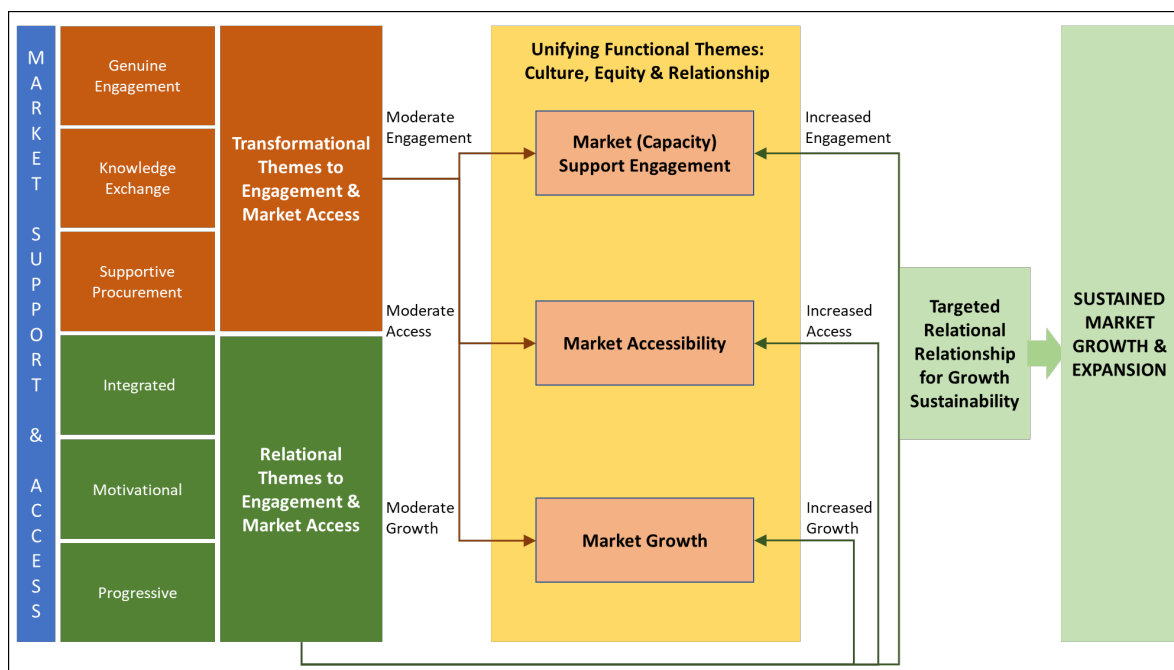 MARKET SUPPORT & ACCESS
Genuine
Engagement
Knowledge
Exchange
Supportive
Procurement
Integrated
Motivational
Progressive
Transformational
Themes to
Engagement &
Market Access
Relational
Themes to
Engagement &
Market Access
Moderate
Engagement
Moderate
Access
Moderate
Growth
Unifying Functional Themes:
Culture, Equity & Relationship
Market (Capacity)
Support Engagement
Market Accessibility
Market Growth
Increased
Engagement
Increased
Access
Increased
Growth
Targeted
Relational
Relationship
for Growth
Sustainability
SUSTAINED
MARKET
GROWTH &
EXPANSION